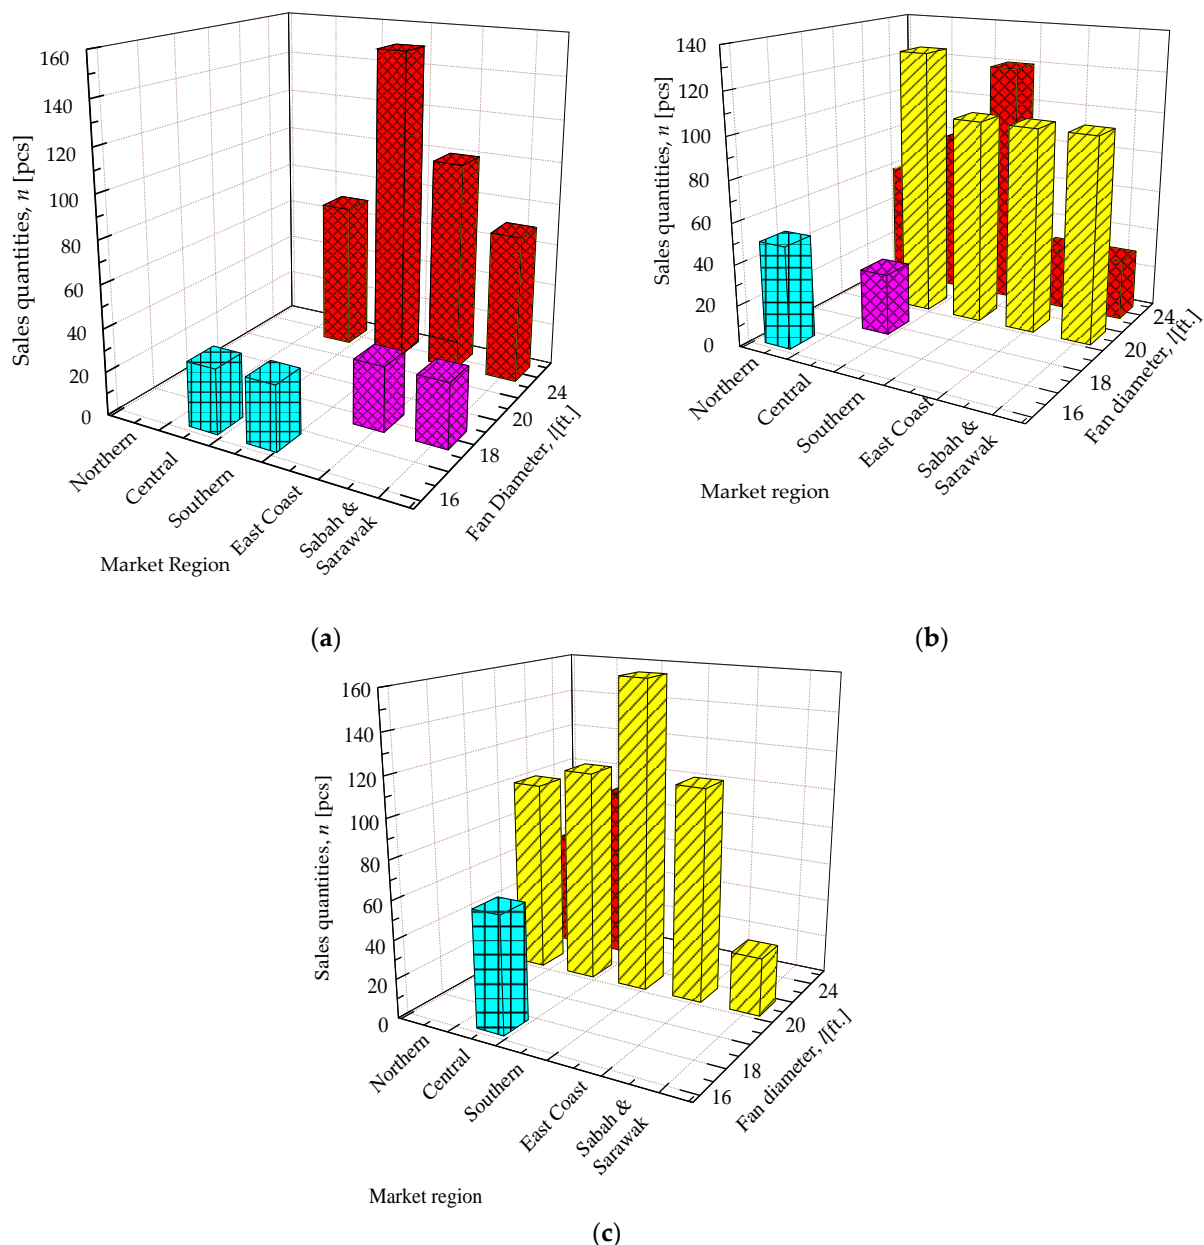 160
140
120
100
80
60
40
20
0
Sales quantities, n [pcs]
Northern
Central
Southern
East Coast
Sabah &
Sarawak
Market Region
16
18
20
24
Fan Diameter, l[ft.]
(a)
140
120
100
80
60
40
20
0
Sales quantities, n [pcs]
Northern
Central
Southern
East Coast
Sabah &
Sarawak
Market region
16
18
20
24
Fan diameter, l[ft.]
(b)
160
140
120
100
80
60
40
20
0
Sales quantities, n [pcs]
Northern
Central
Southern
East Coast
Sabah &
Sarawak
Market region
16
18
20
24
Fan diameter, l[ft.]
(c)